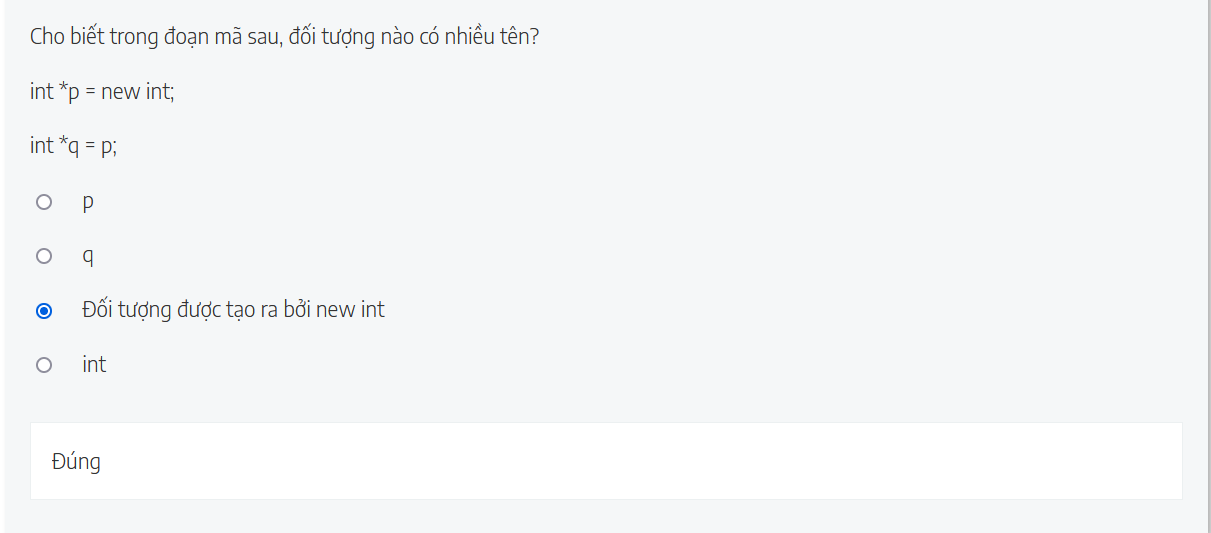 Cho biết trong đoạn mã sau, đối tượng nào có nhiều tên?
int *p = new int;
int *q = p;
p
q
Đối tượng được tạo ra bởi new int
int
Đúng